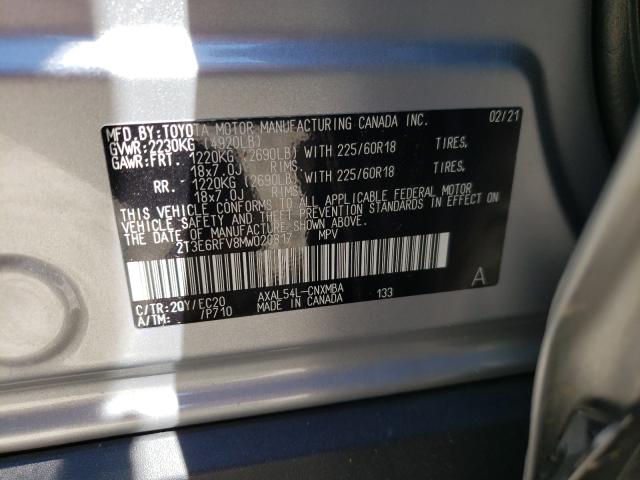 MFD. BY: TOYOTA MOTOR MANUFACTURING CANADA INC. 02/21
GVWR: 2230KG (4920LB)
GAWR: FRT. 1220KG (2690LB) WITH 225/60R18 TIRES,
18x7.0J RIMS,
RR. 1220KG (2690LB) WITH 225/60R18 TIRES,
18x7.0J RIMS,
THIS VEHICLE CONFORMS TO ALL APPLICABLE FEDERAL MOTOR
VEHICLE SAFETY AND THEFT PREVENTION STANDARDS IN EFFECT ON
THE DATE OF MANUFACTURE SHOWN ABOVE.
2T3E6RFV8MW020817 MPV
A
C/TR: 20Y/EC20 AXAL54L-CNXMBA 133
A/TM: /P710 MADE IN CANADA